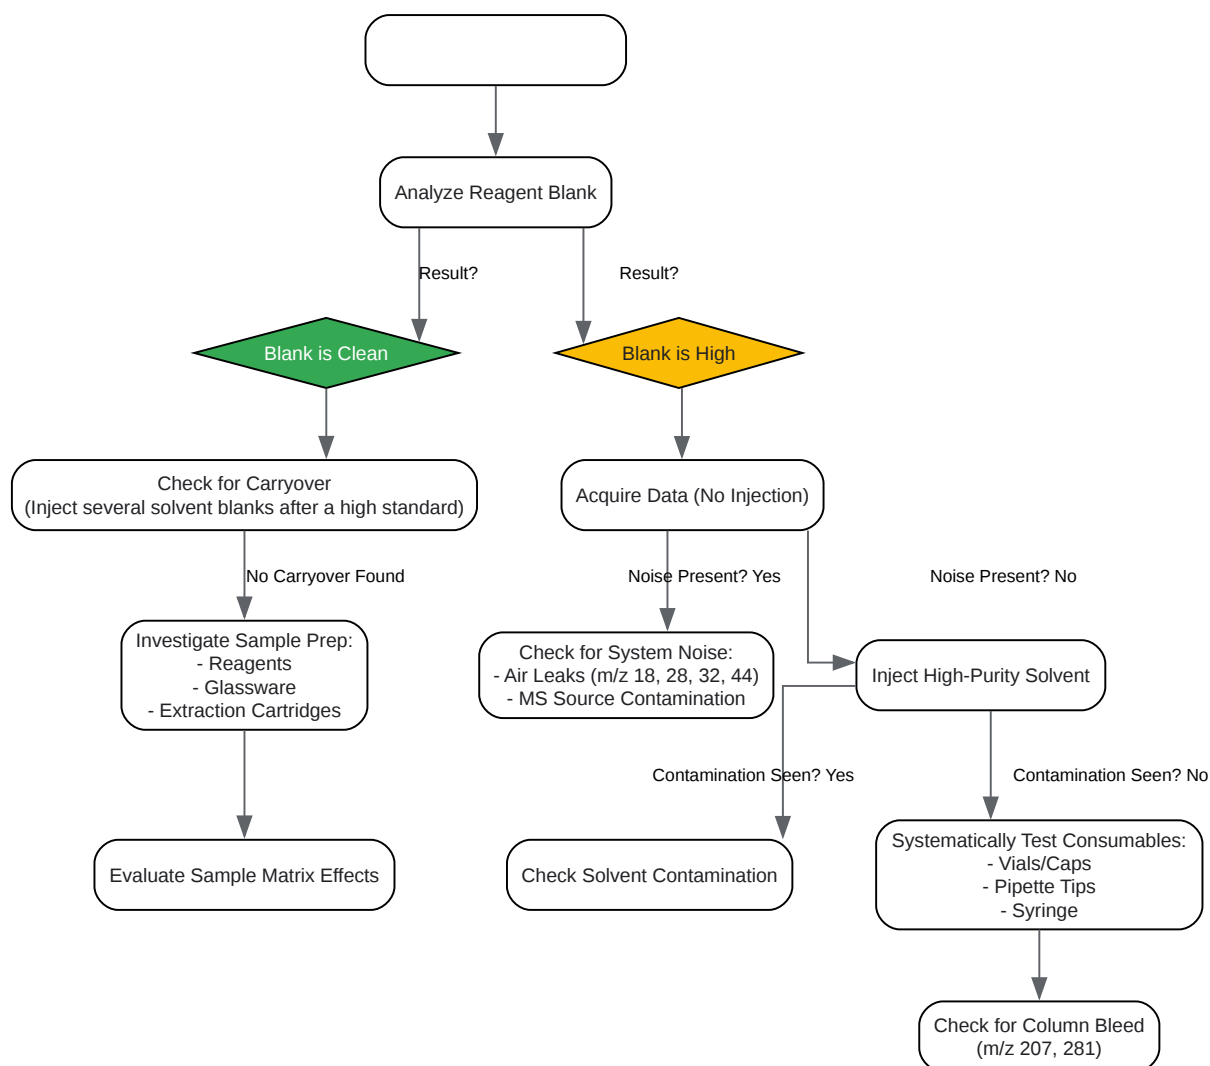 Analyze Reagent Blank
Result?
Result?
Blank is Clean
Blank is High
Check for Carryover
(Inject several solvent blanks after a high standard)
Acquire Data (No Injection)
No Carryover Found
Noise Present? Yes
Noise Present? No
Investigate Sample Prep:
- Reagents
- Glassware
- Extraction Cartridges
Check for System Noise:
- Air Leaks (m/z 18, 28, 32, 44)
- MS Source Contamination
Inject High-Purity Solvent
Contamination Seen? Yes
Contamination Seen? No
Evaluate Sample Matrix Effects
Check Solvent Contamination
Systematically Test Consumables:
- Vials/Caps
- Pipette Tips
- Syringe
Check for Column Bleed
(m/z 207, 281)